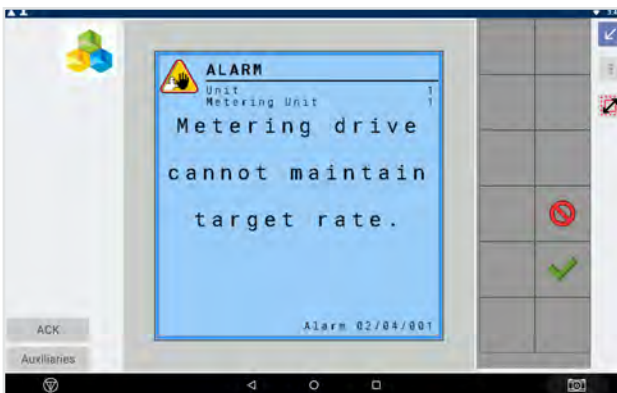 ALARM
Unit 1
Metering Unit 1
Metering drive
cannot maintain
target rate.
Alarm 02/04/001
ACK
Auxiliaries